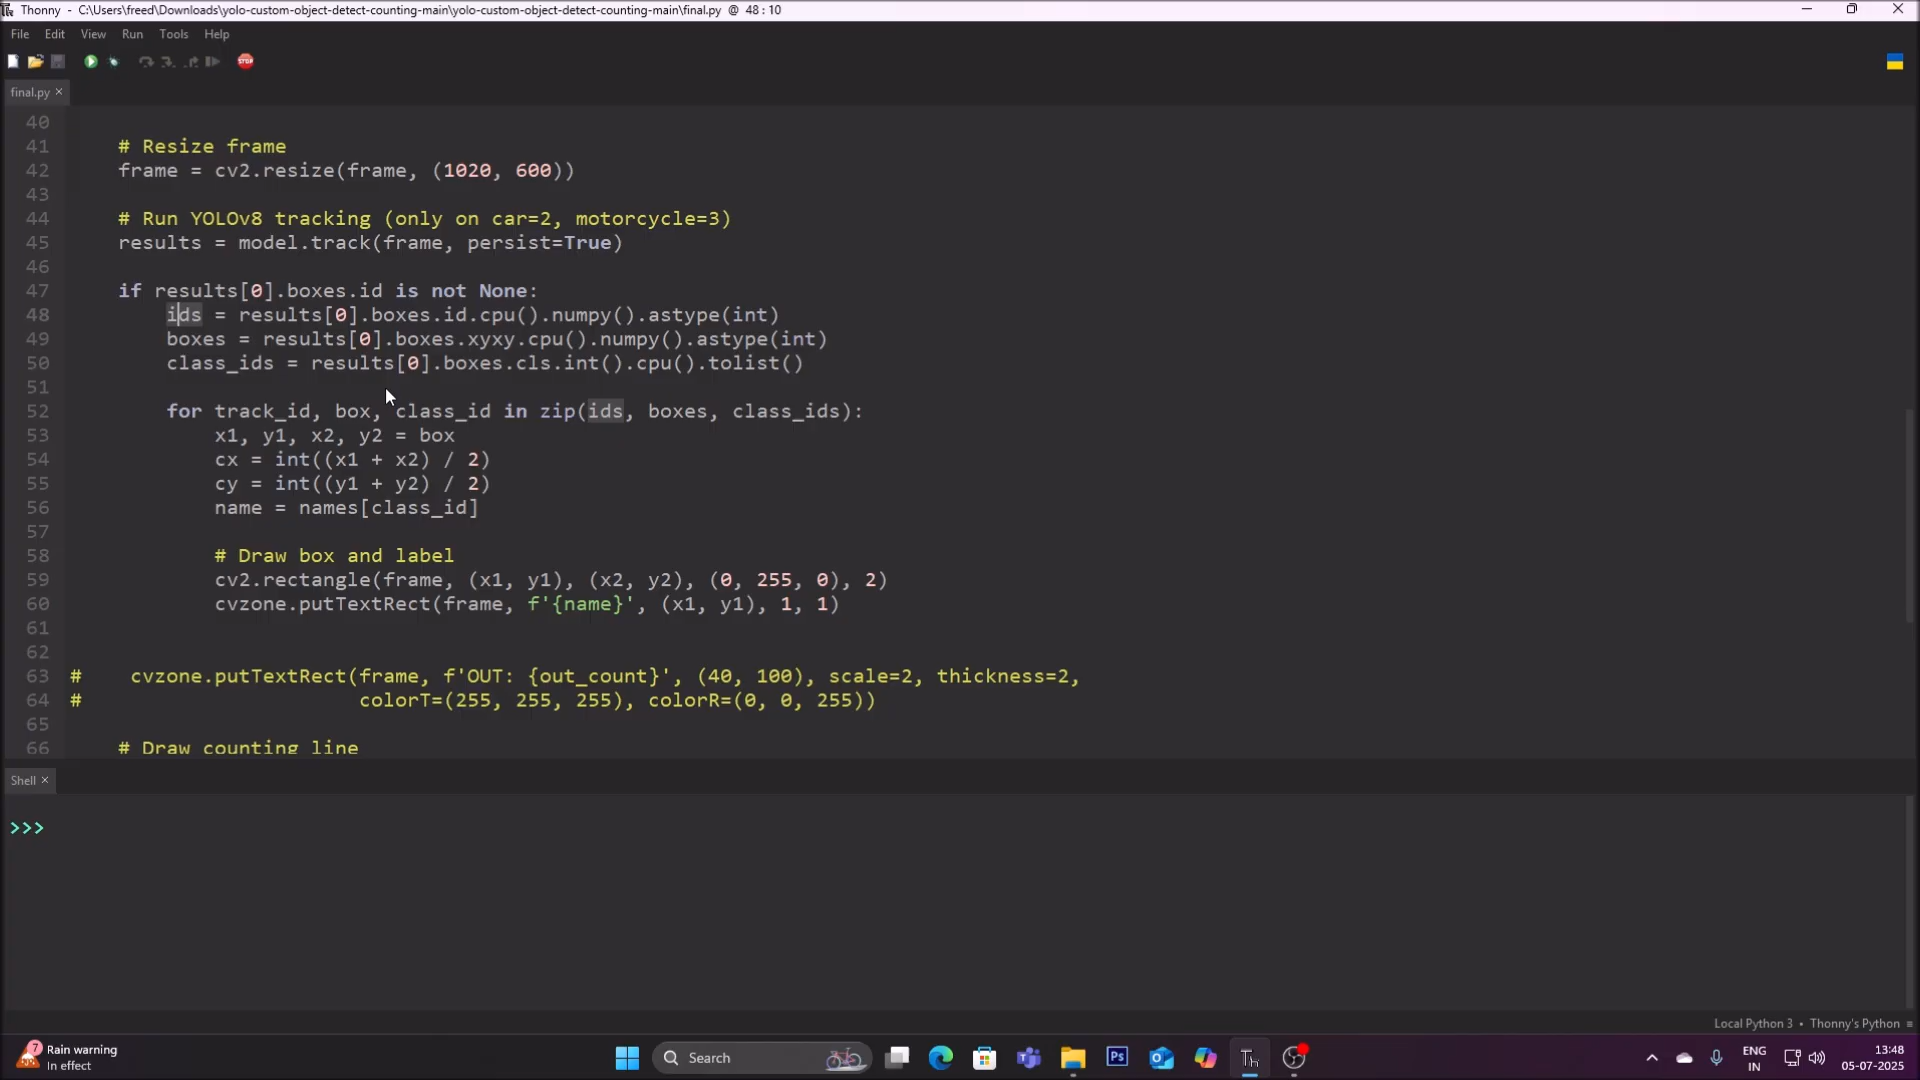 Thonny - C:\Users\freed\Downloads\yolo-custom-object-detect-counting-main\yolo-custom-object-detect-counting-main\final.py @ 48 : 10
File Edit View Run Tools Help
STOP
final.py ×
40
41     # Resize frame
42     frame = cv2.resize(frame, (1020, 600))
43
44     # Run YOLOv8 tracking (only on car=2, motorcycle=3)
45     results = model.track(frame, persist=True)
46
47     if results[0].boxes.id is not None:
48         ids = results[0].boxes.id.cpu().numpy().astype(int)
49         boxes = results[0].boxes.xyxy.cpu().numpy().astype(int)
50         class_ids = results[0].boxes.cls.int().cpu().tolist()
51
52         for track_id, box, class_id in zip(ids, boxes, class_ids):
53             x1, y1, x2, y2 = box
54             cx = int((x1 + x2) / 2)
55             cy = int((y1 + y2) / 2)
56             name = names[class_id]
57
58             # Draw box and label
59             cv2.rectangle(frame, (x1, y1), (x2, y2), (0, 255, 0), 2)
60             cvzone.putTextRect(frame, f'{name}', (x1, y1), 1, 1)
61
62
63 #    cvzone.putTextRect(frame, f'OUT: {out_count}', (40, 100), scale=2, thickness=2,
64 #                       colorT=(255, 255, 255), colorR=(0, 0, 255))
65
66     # Draw counting line
Shell ×
>>>
Local Python 3 • Thonny's Python ≡
7
Rain warning
In effect
Search
Ps
Th
ENG
IN
13:48
05-07-2025